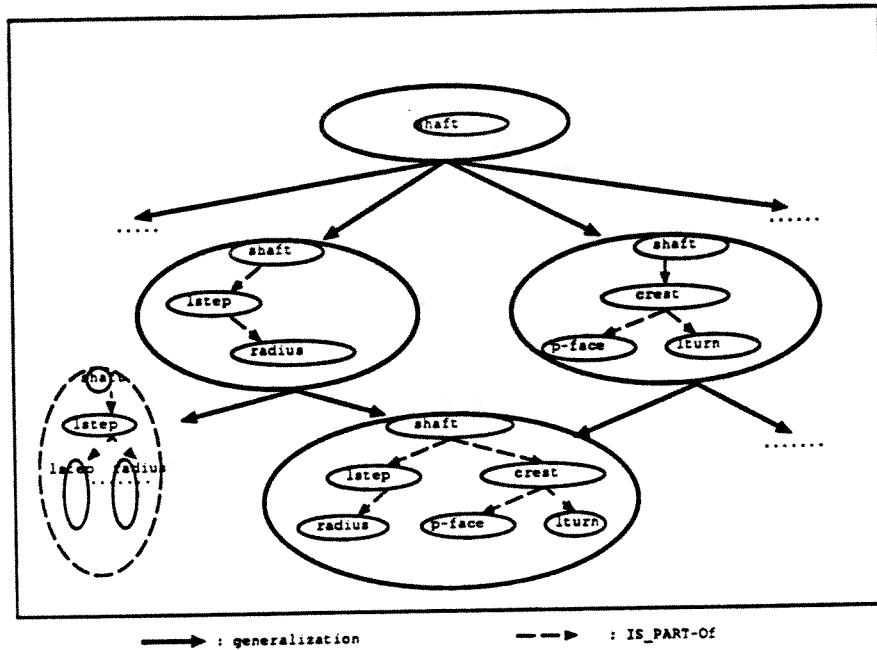 shaft
.....
......
shaft
shaft
lstep
crest
radius
p-face
lturn
shaft
lstep
shaft
......
lstep
radius
lstep
crest
........
radius
p-face
lturn
: generalization
: IS_PART-Of